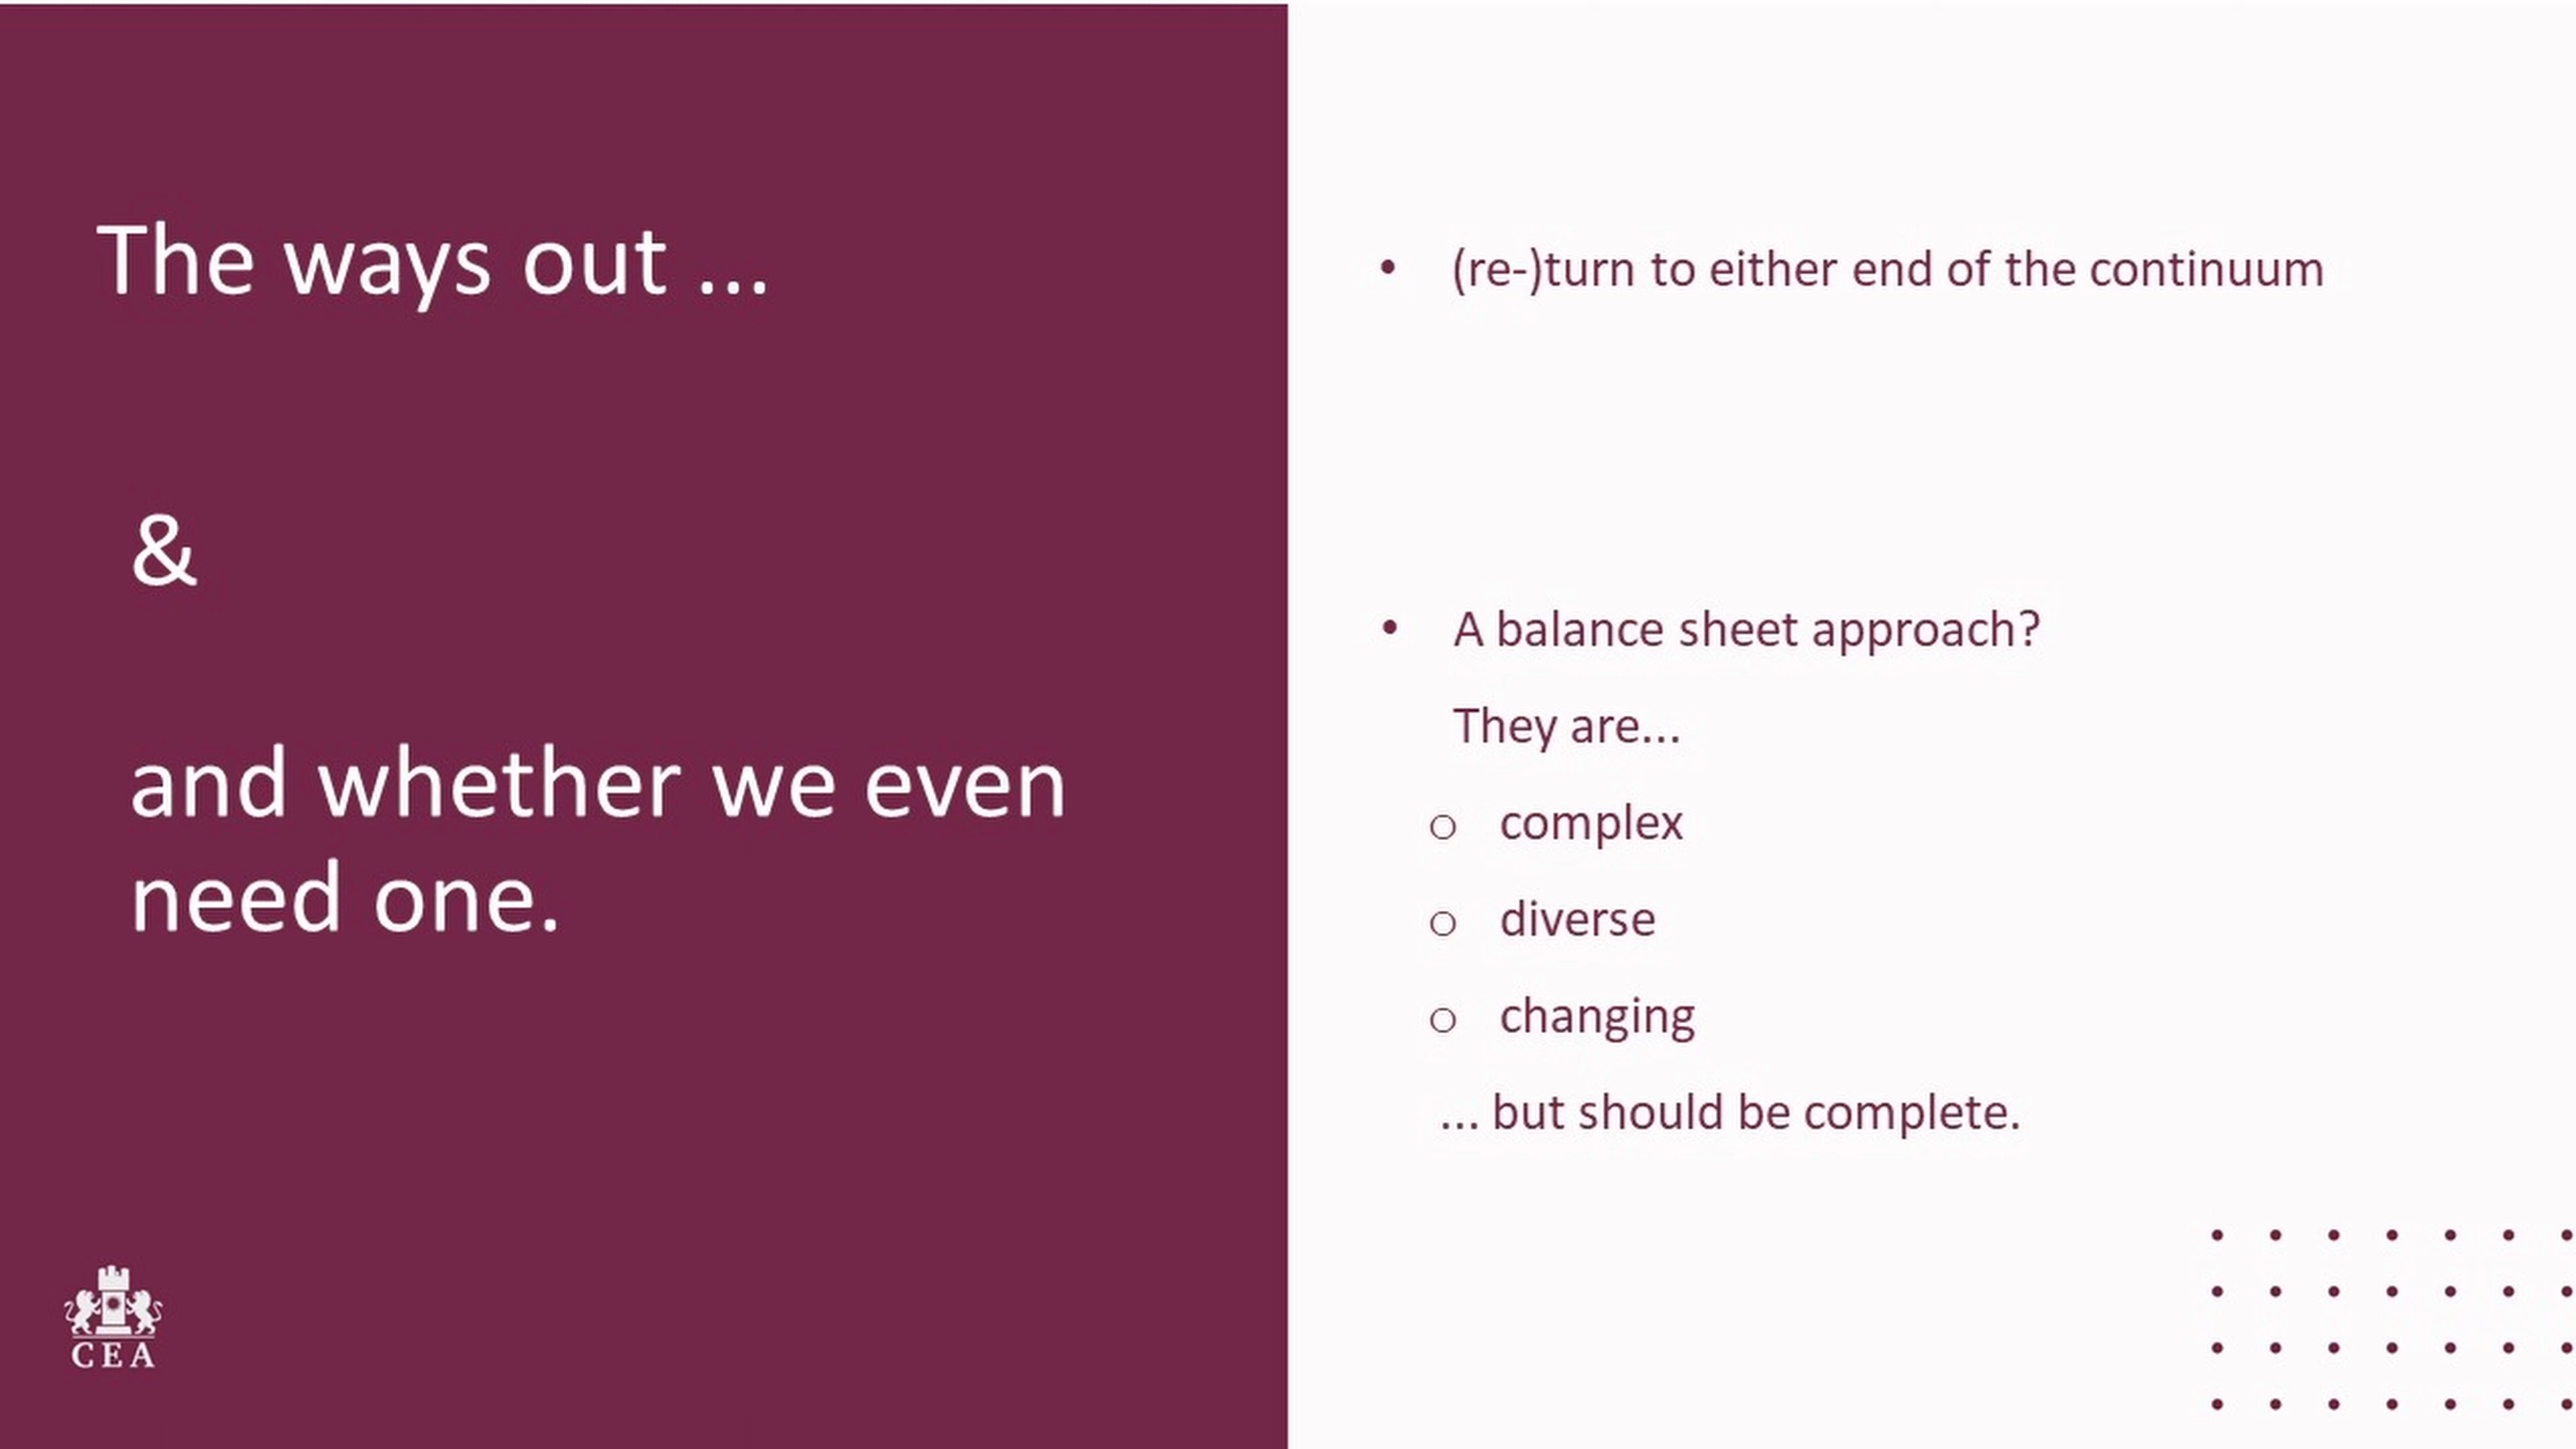 The ways out ...
&
and whether we even
need one.
CEA
• (re-)turn to either end of the continuum
• A balance sheet approach?
They are...
o complex
o diverse
o changing
... but should be complete.